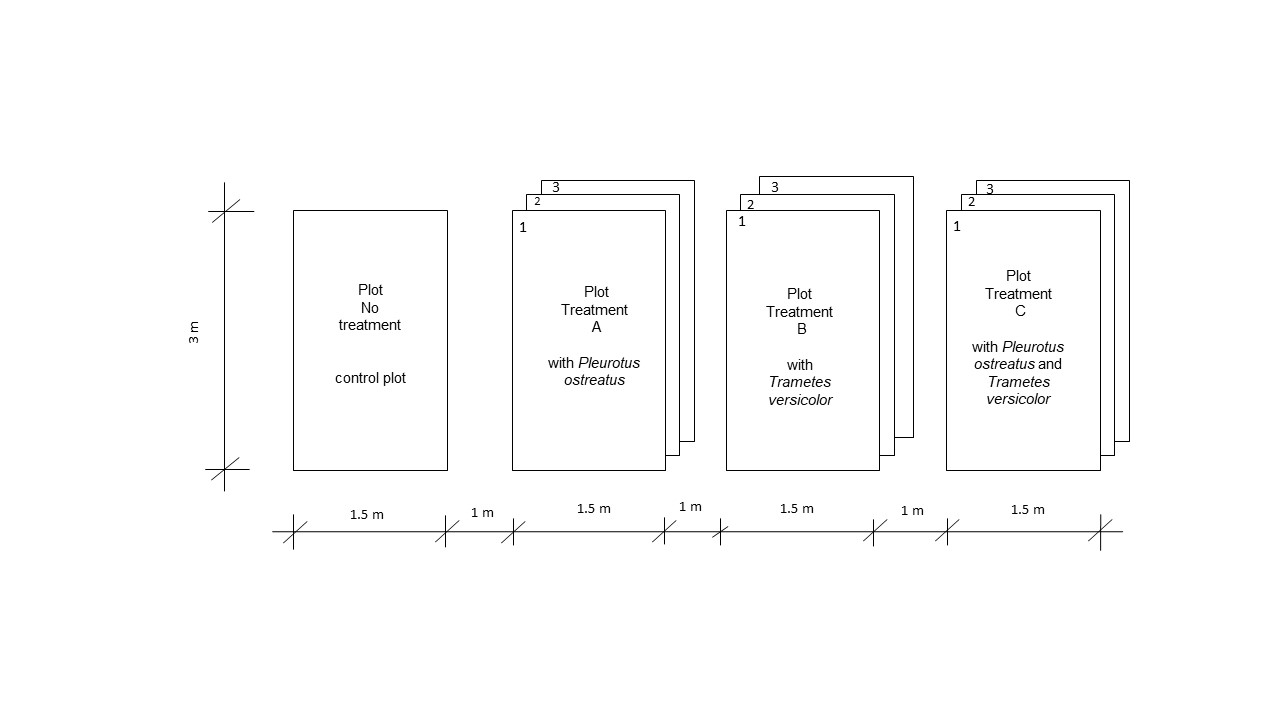 3 m
Plot
No
treatment
control plot
3
2
1
Plot
Treatment
A
with Pleurotus
ostreatus
3
2
1
Plot
Treatment
B
with
Trametes
versicolor
3
2
1
Plot
Treatment
C
with Pleurotus
ostreatus and
Trametes
versicolor
1.5 m
1 m
1.5 m
1 m
1.5 m
1 m
1.5 m